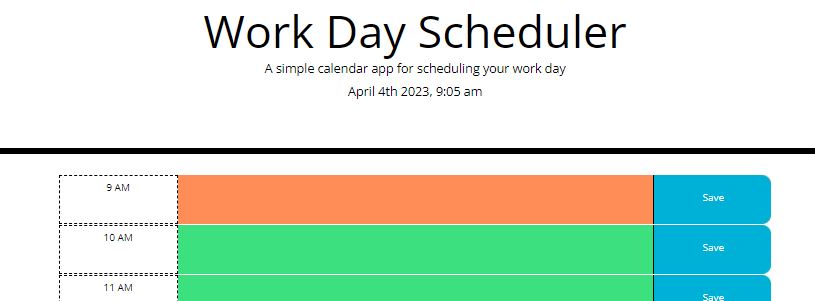 Work Day Scheduler
A simple calendar app for scheduling your work day
April 4th 2023, 9:05 am
9 AM
Save
10 AM
Save
11 AM
Save